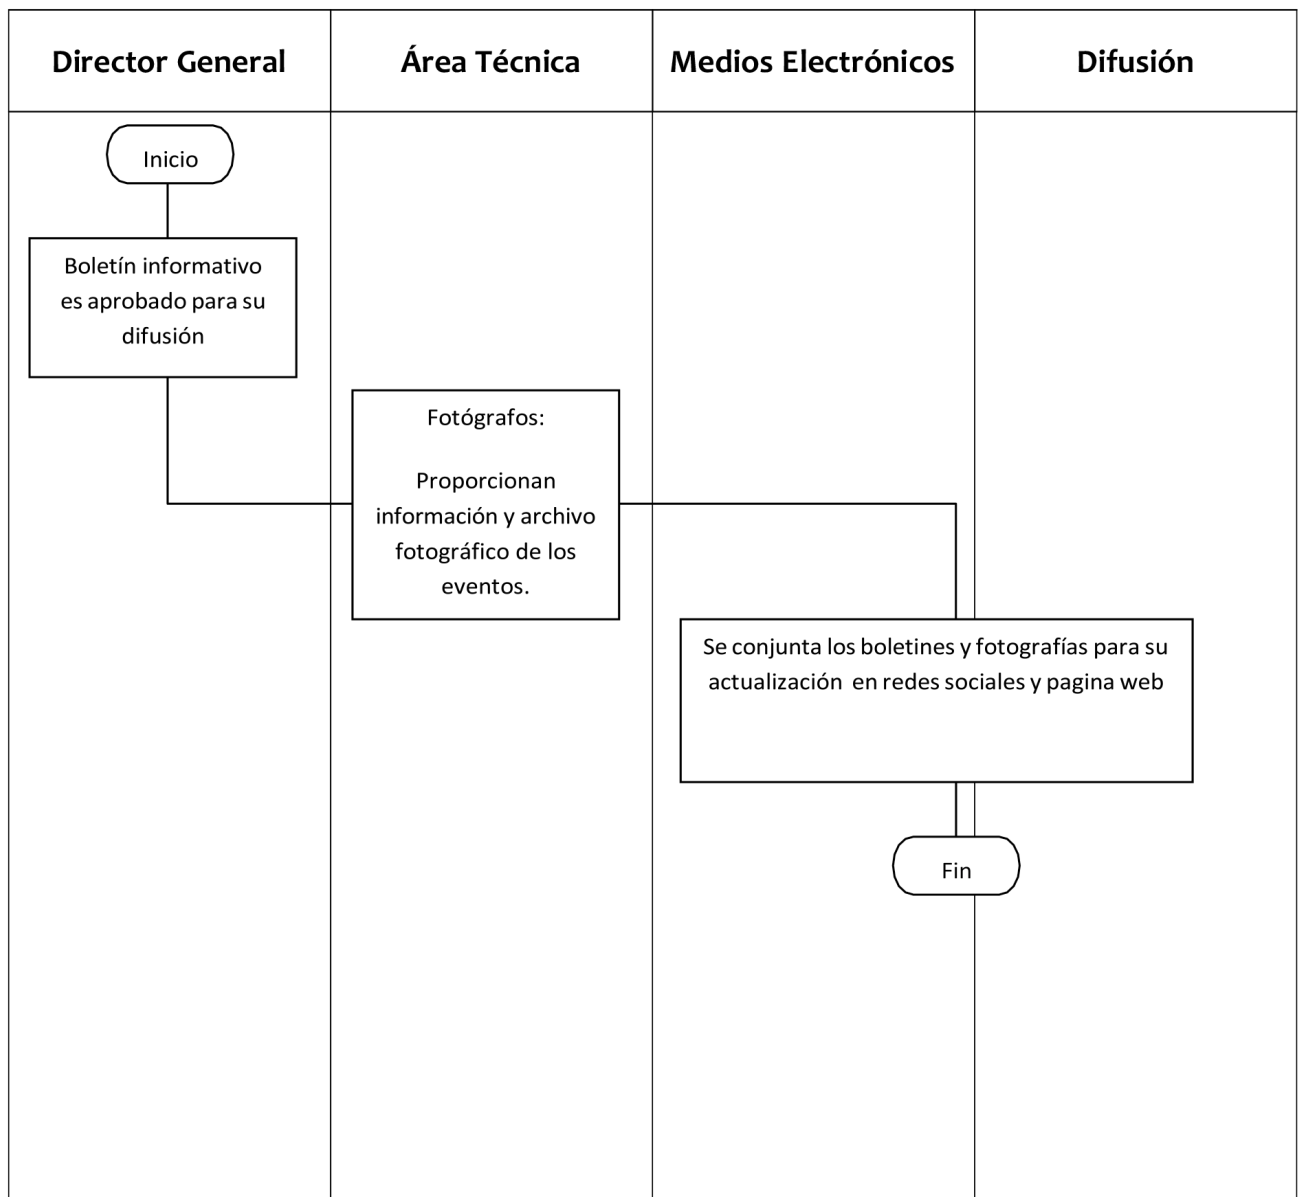 Director General
Área Técnica
Medios Electrónicos
Difusión
Inicio
Boletín informativo
es aprobado para su
difusión
Fotógrafos:
Proporcionan
información y archivo
fotográfico de los
eventos.
Se conjunta los boletines y fotografías para su
actualización  en redes sociales y pagina web
Fin